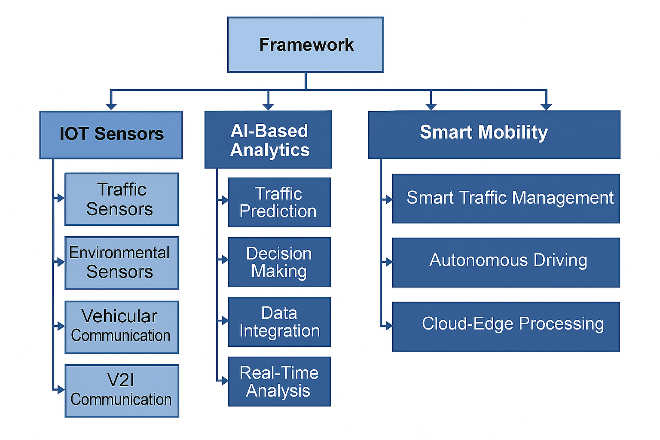 Framework
IOT Sensors
Traffic
Sensors
Environmental
Sensors
Vehicular
Communication
V2I
Communication
AI-Based
Analytics
Traffic
Prediction
Decision
Making
Data
Integration
Real-Time
Analysis
Smart Mobility
Smart Traffic Management
Autonomous Driving
Cloud-Edge Processing